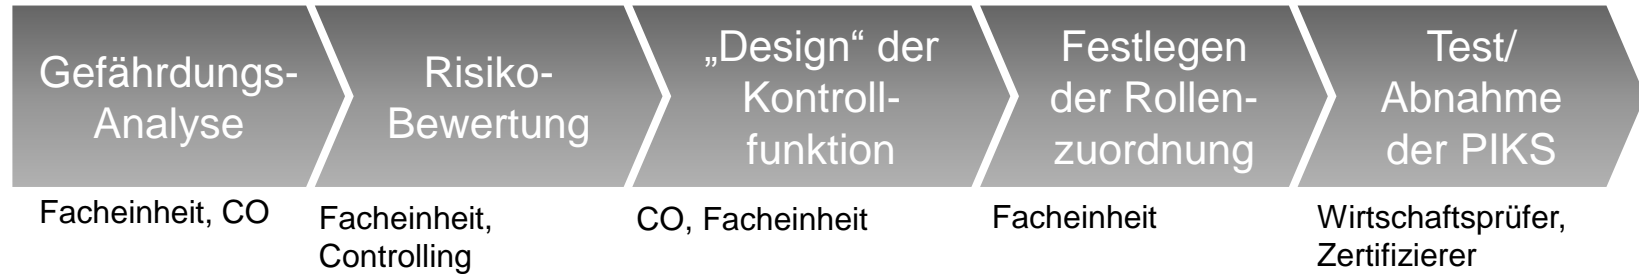 Gefährdungs-
Analyse
Risiko-
Bewertung
„Design“ der
Kontroll-
funktion
Festlegen
der Rollen-
zuordnung
Test/
Abnahme
der PIKS
Facheinheit, CO
Facheinheit,
Controlling
CO, Facheinheit
Facheinheit
Wirtschaftsprüfer,
Zertifizierer